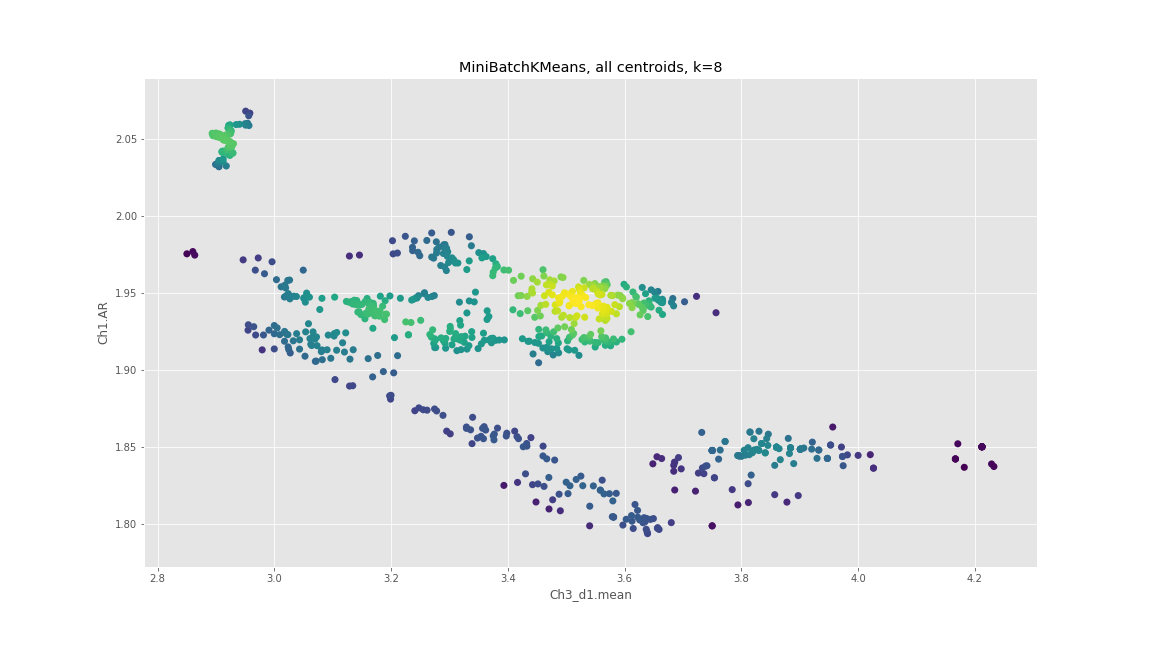 MiniBatchKMeans, all centroids, k=8
2.05
2.00
1.95
1.90
1.85
1.80
Ch1.AR
2.8 3.0 3.2 3.4 3.6 3.8 4.0 4.2
Ch3_d1.mean